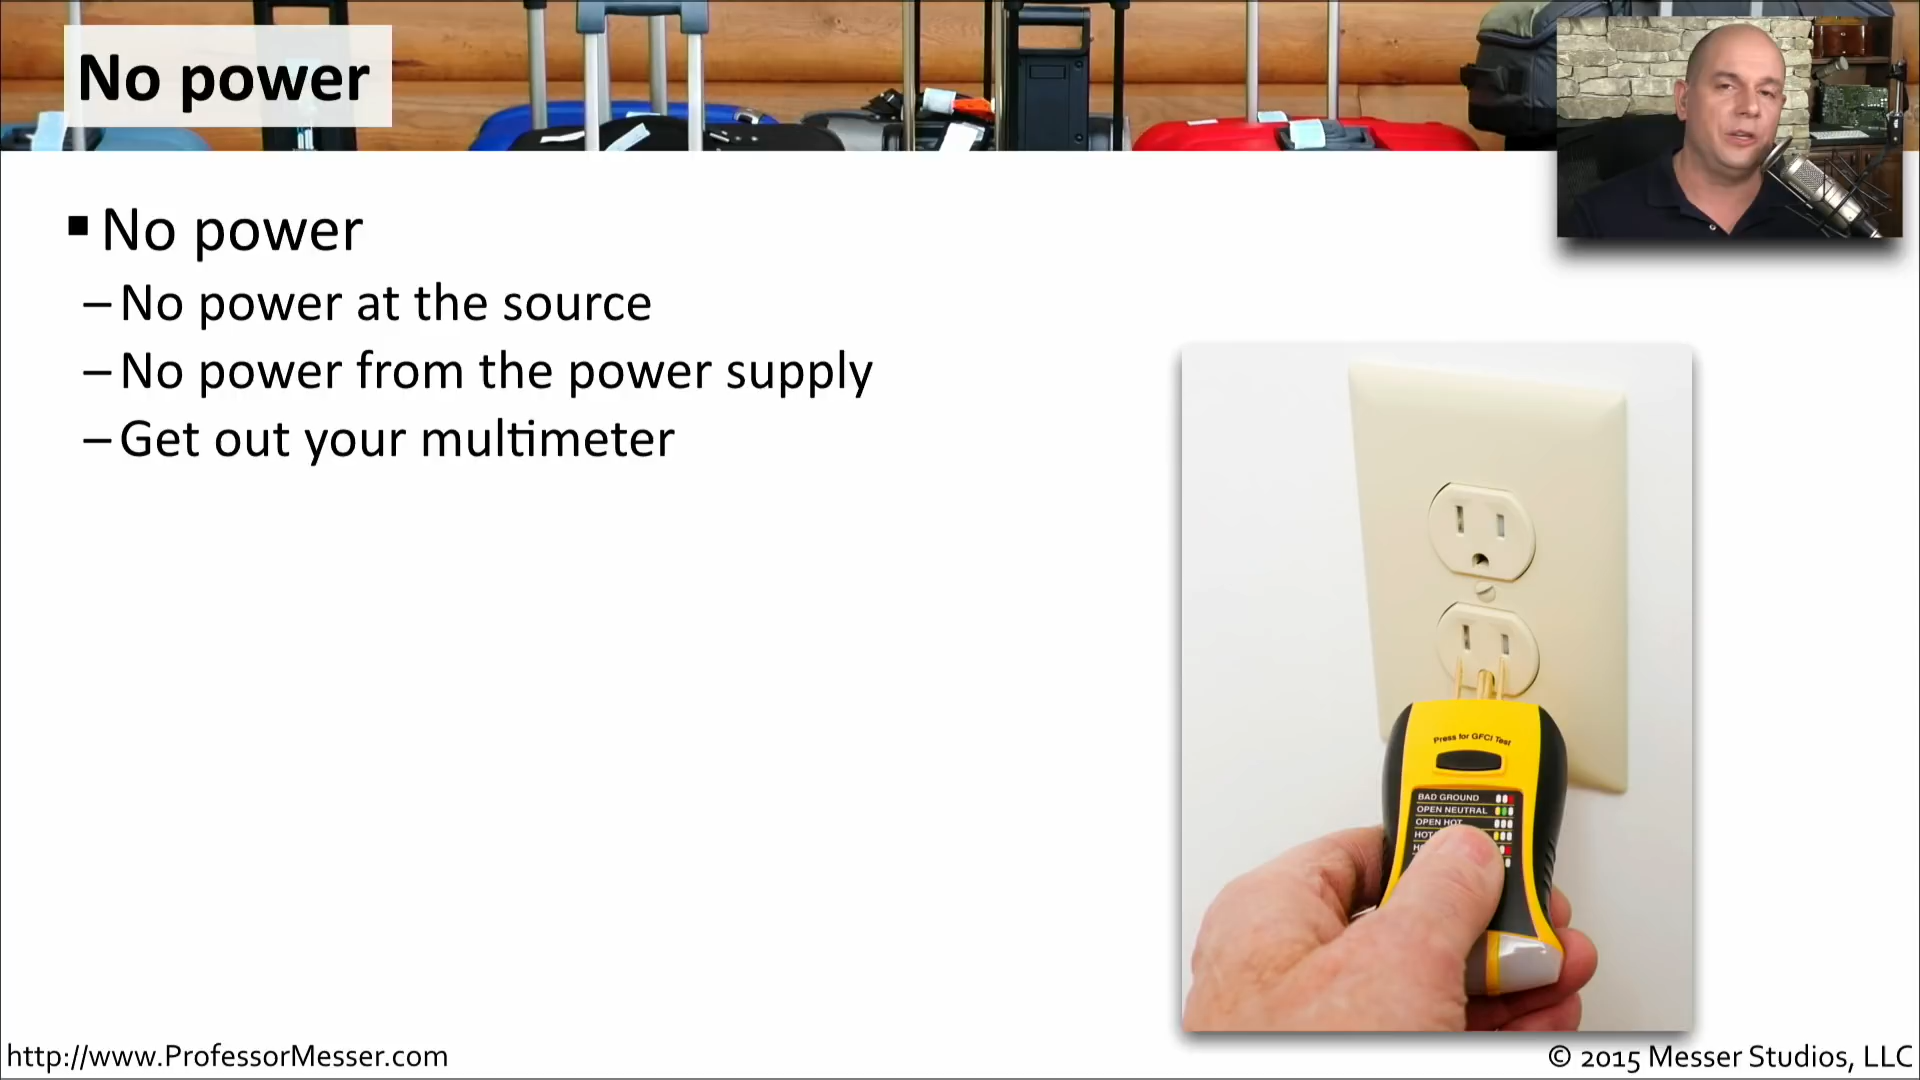 No power
No power
– No power at the source
– No power from the power supply
– Get out your multimeter
Press for GFCI Test
BAD GROUND
OPEN NEUTRAL
OPEN HOT
HOT
http://www.ProfessorMesser.com
© 2015 Messer Studios, LLC